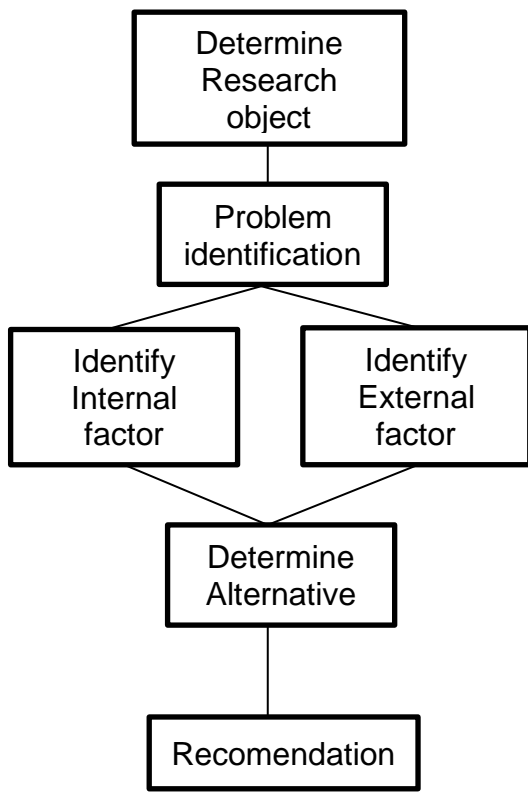 Determine
Research
object
Problem
identification
Identify
Internal
factor
Identify
External
factor
Determine
Alternative
Recomendation